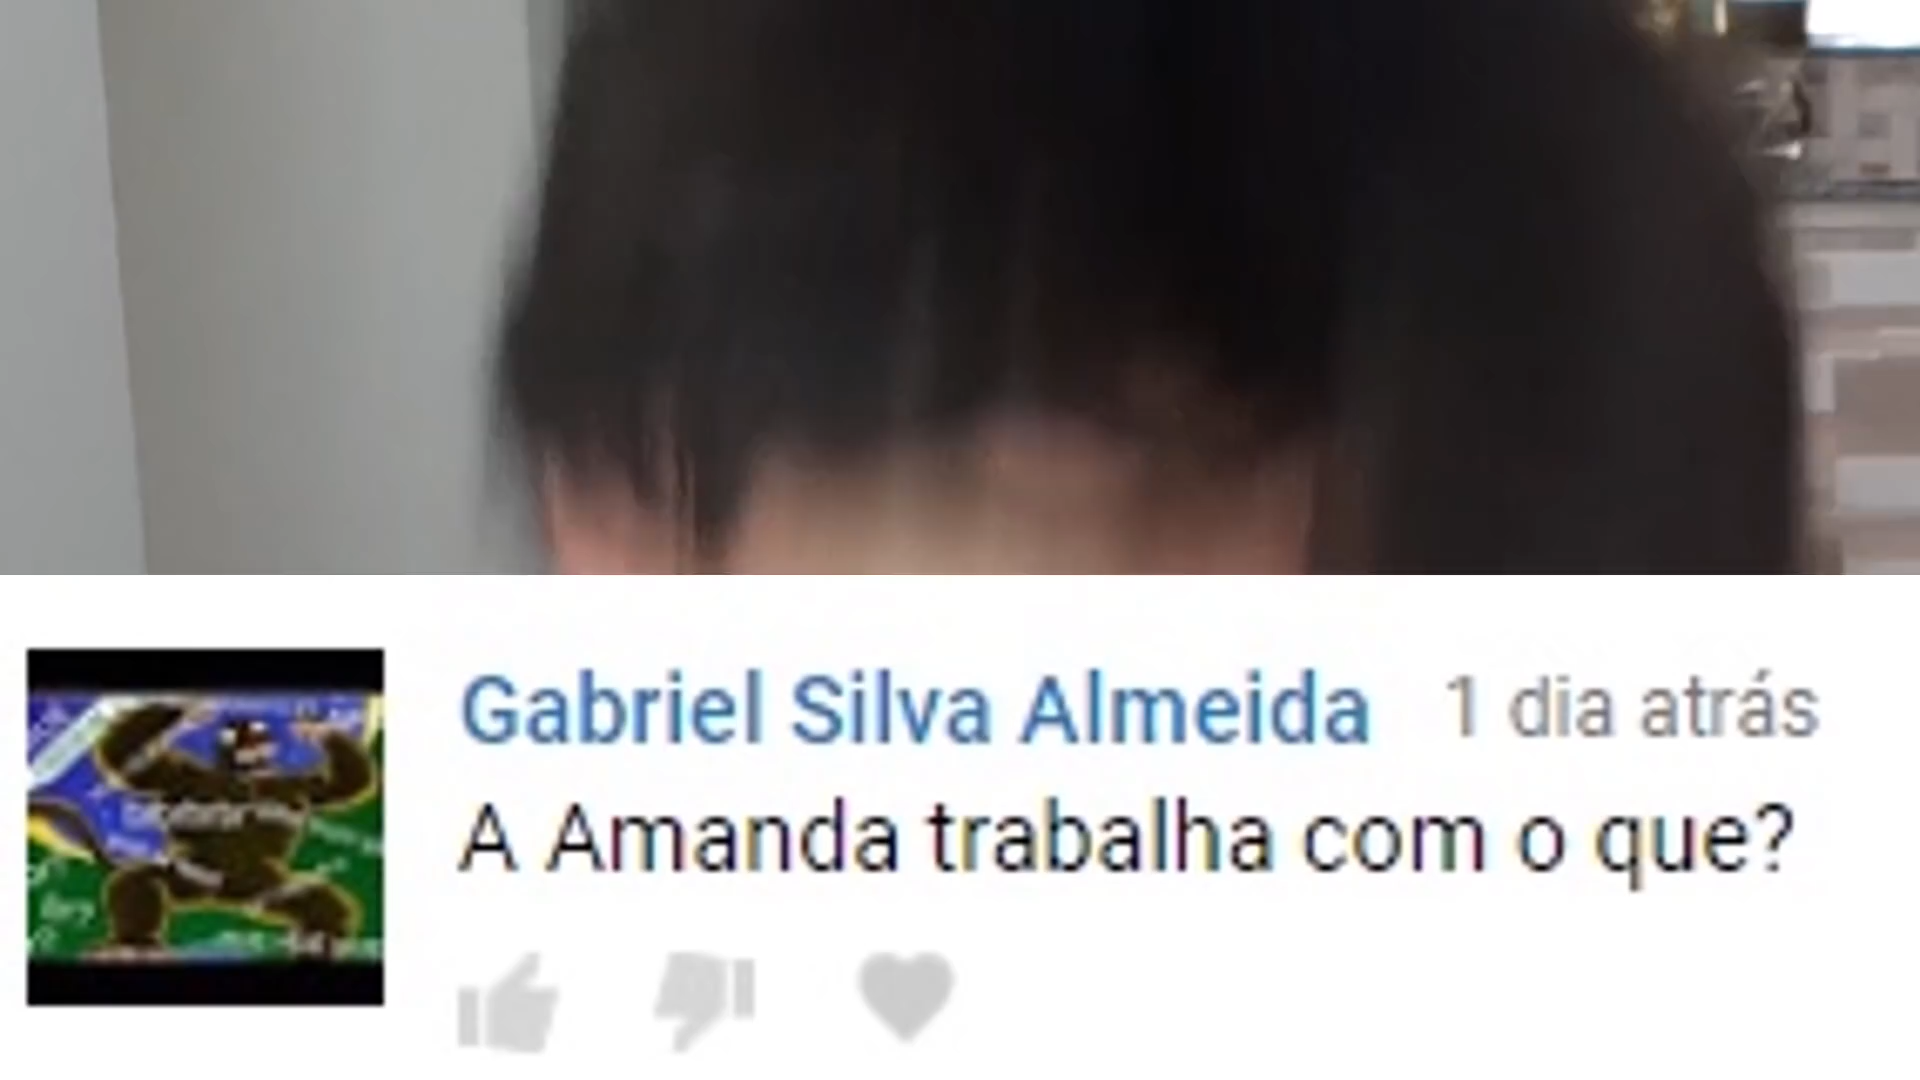 Gabriel Silva Almeida 1 dia atrás
A Amanda trabalha com o que?